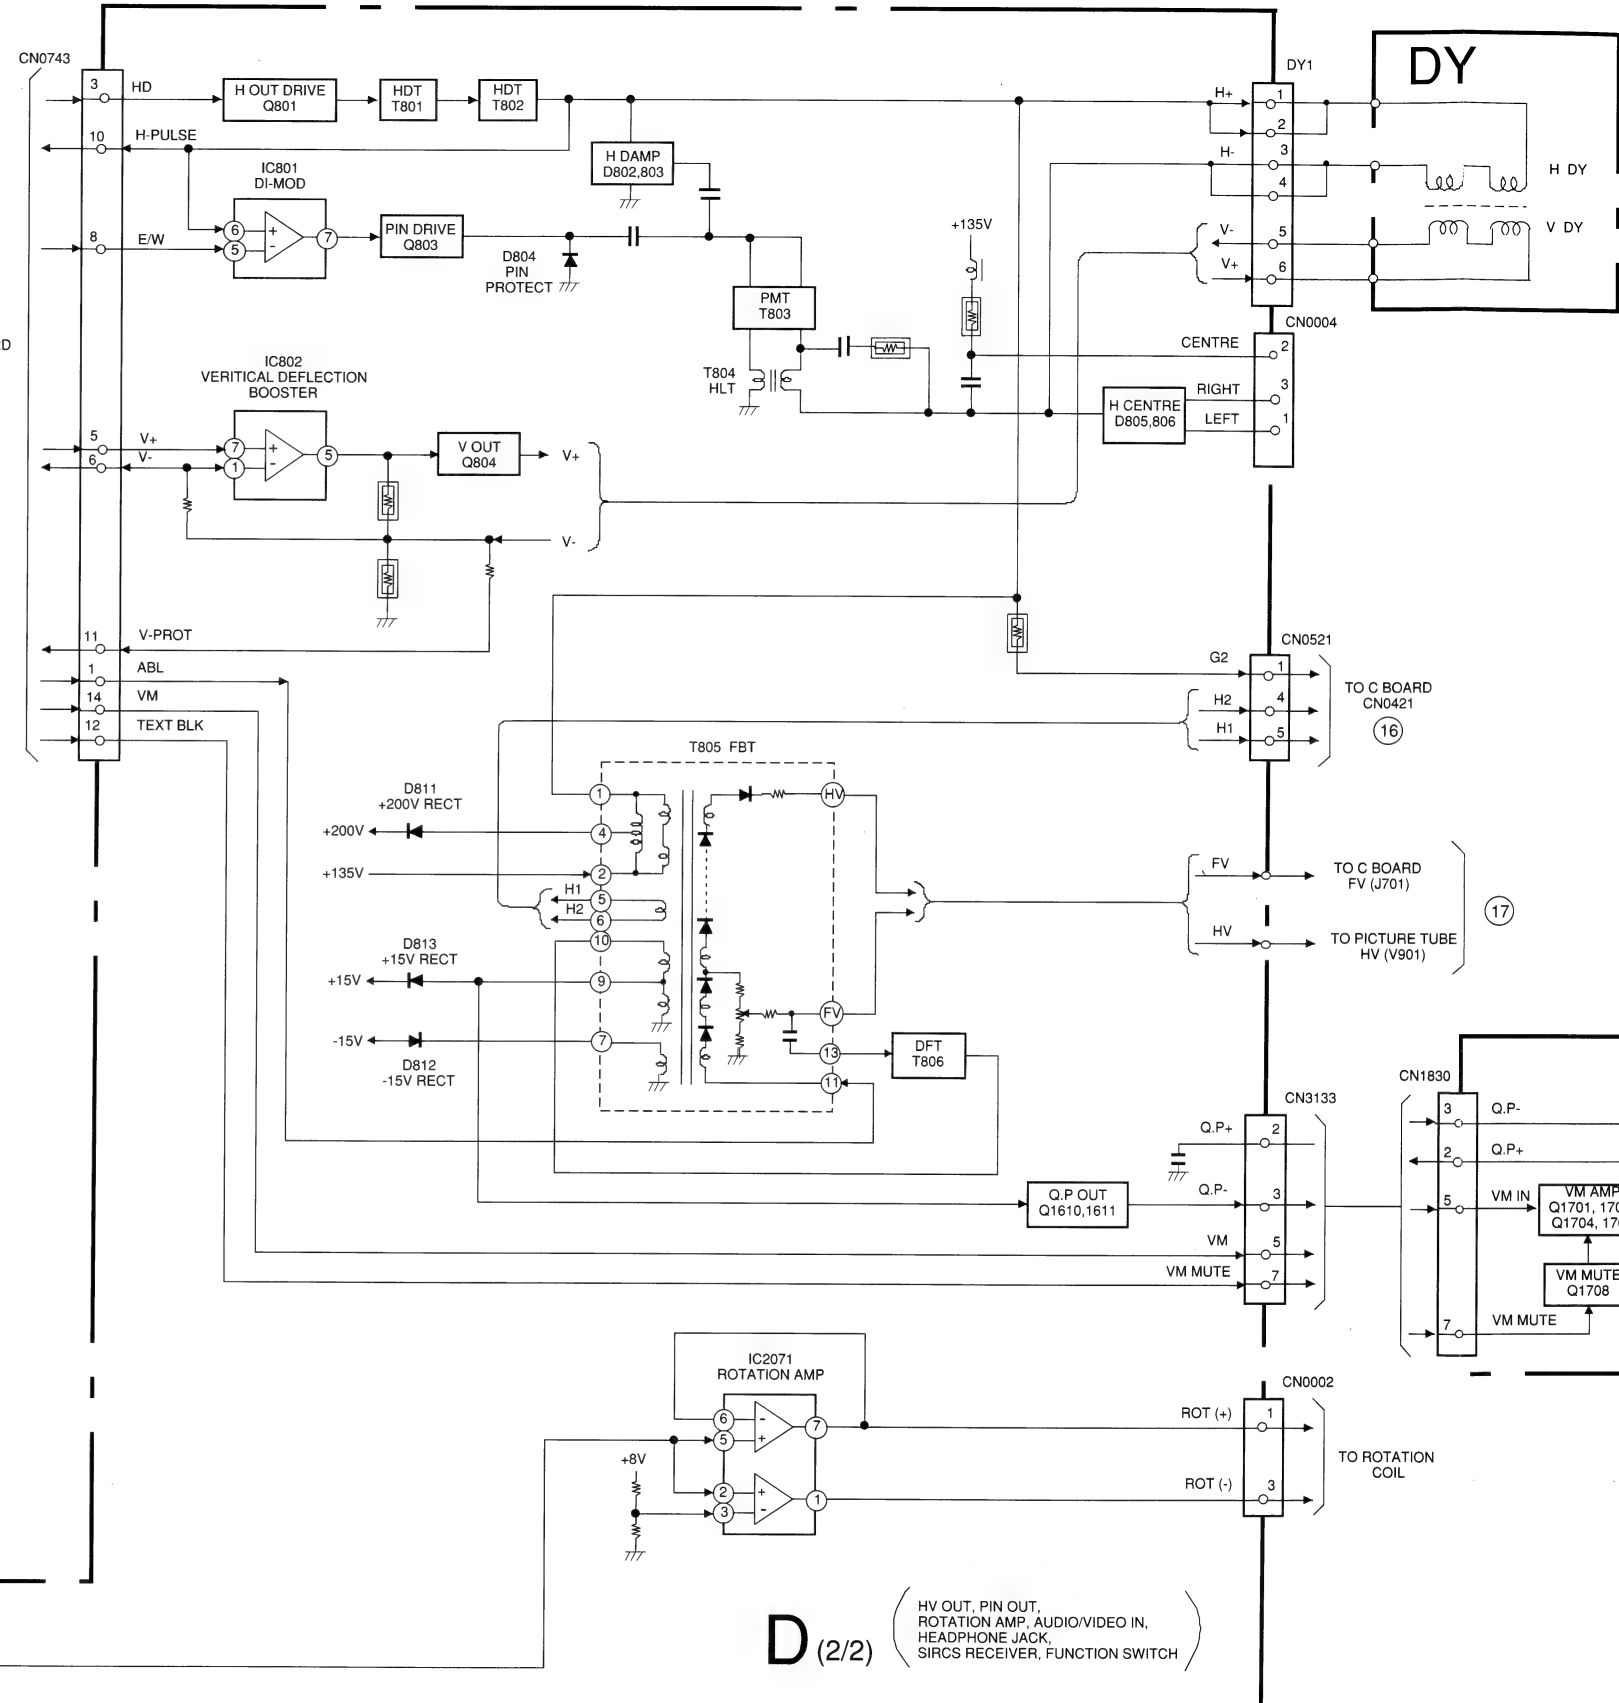 CN0743
3 HD
H OUT DRIVE
Q801
HDT
T801
HDT
T802
10 H-PULSE
H DAMP
D802,803
IC801
DI-MOD
6 + 7
5 -
8 E/W
PIN DRIVE
Q803
D804
PIN
PROTECT
PMT
T803
T804
HLT
+135V
DY1
H+ 1
2
H- 3
4
V- 5
V+ 6
DY
H DY
V DY
CN0004
CENTRE 2
RIGHT 3
LEFT 1
H CENTRE
D805,806
IC802
VERITICAL DEFLECTION
BOOSTER
5 V+
6 V-
7 + 5
1 -
V OUT
Q804
V+
V-
11 V-PROT
1 ABL
14 VM
12 TEXT BLK
CN0521
G2 1
H2 4
H1 5
TO C BOARD
CN0421
16
T805 FBT
D811
+200V RECT
+200V
+135V
1
4
2
H1 5
H2 6
10
D813
+15V RECT
+15V
9
-15V
7
D812
-15V RECT
HV
FV
13
11
DFT
T806
FV
TO C BOARD
FV (J701)
HV
TO PICTURE TUBE
HV (V901)
17
CN3133
Q.P+ 2
Q.P- 3
VM 5
VM MUTE 7
Q.P OUT
Q1610,1611
CN1830
3 Q.P-
2 Q.P+
5 VM IN
7 VM MUTE
VM AMP
Q1701, 170
Q1704, 17
VM MUTE
Q1708
IC2071
ROTATION AMP
6 - 7
5 +
2 + 1
3 -
+8V
CN0002
ROT (+) 1
ROT (-) 3
TO ROTATION
COIL
D (2/2)
HV OUT, PIN OUT,
ROTATION AMP, AUDIO/VIDEO IN,
HEADPHONE JACK,
SIRCS RECEIVER, FUNCTION SWITCH